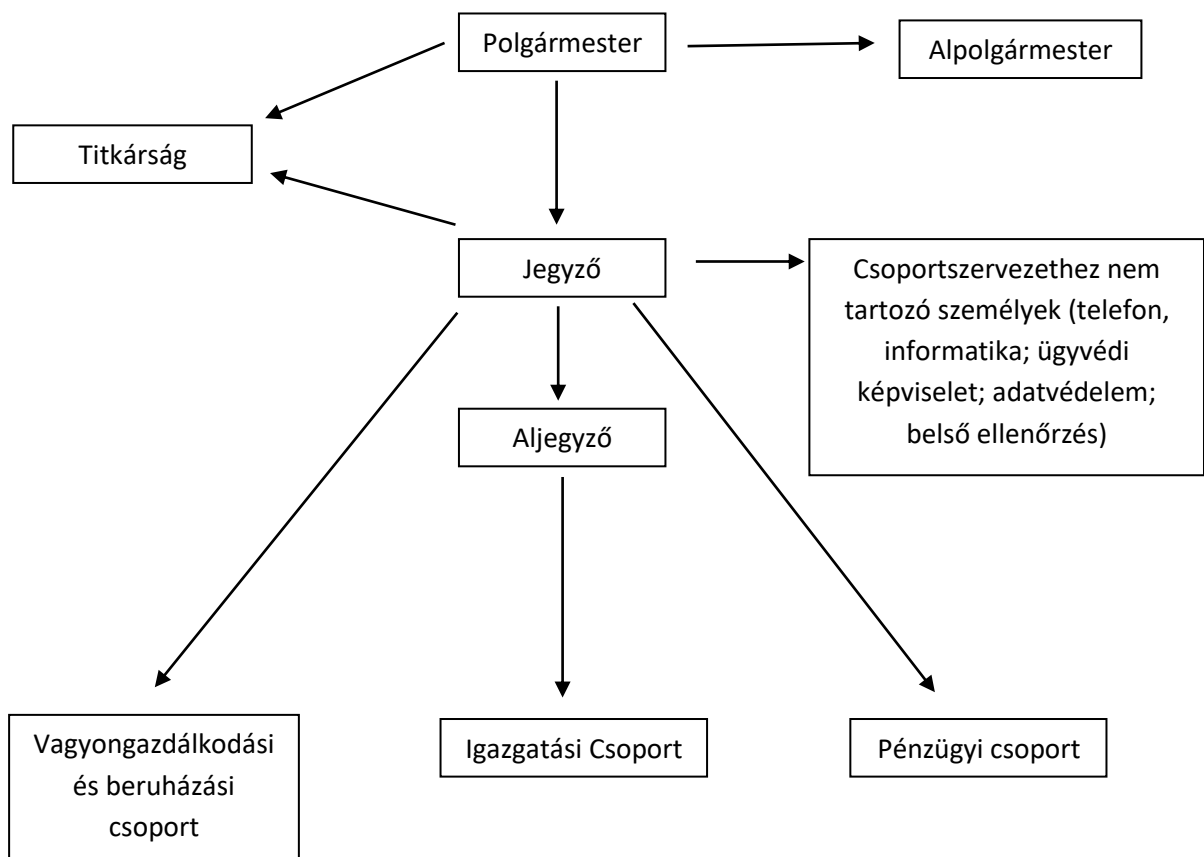 Polgármester
Alpolgármester
Titkárság
Jegyző
Csoportszervezethez nem
tartozó személyek (telefon,
informatika; ügyvédi
képviselet; adatvédelem;
belső ellenőrzés)
Aljegyző
Vagyongazdálkodási
és beruházási
csoport
Igazgatási Csoport
Pénzügyi csoport